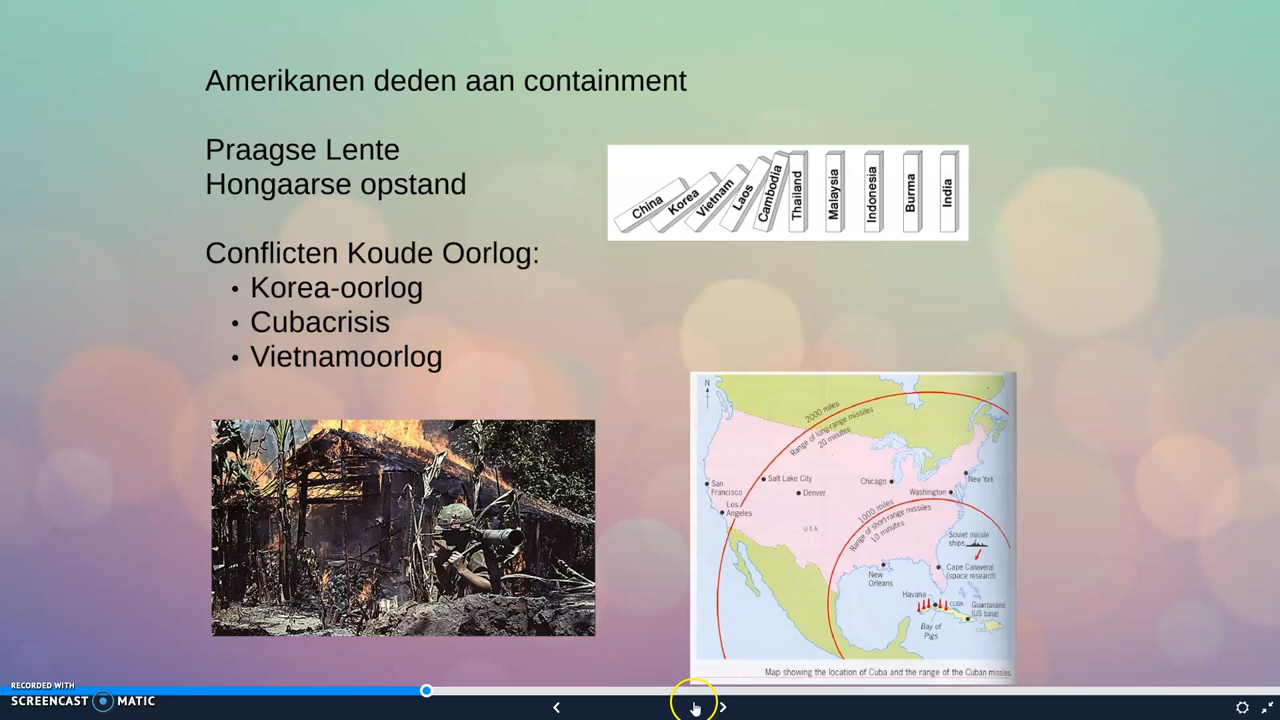 Amerikanen deden aan containment
Praagse Lente
Hongaarse opstand
Conflicten Koude Oorlog:
• Korea-oorlog
• Cubacrisis
• Vietnamoorlog
China
Korea
Vietnam
Laos
Cambodia
Thailand
Malaysia
Indonesia
Burma
India
N
2000 miles
Range of long-range missiles
20 minutes
San
Francisco
Salt Lake City
Denver
Los
Angeles
Chicago
New York
Washington
USA
1000 miles
Range of short-range missiles
10 minutes
Soviet missile
ships
Cape Canaveral
(space research)
New
Orleans
Havana
CUBA
Guantanamo
(US base)
Bay of
Pigs
Map showing the location of Cuba and the range of the Cuban missiles
RECORDED WITH
SCREENCAST MATIC